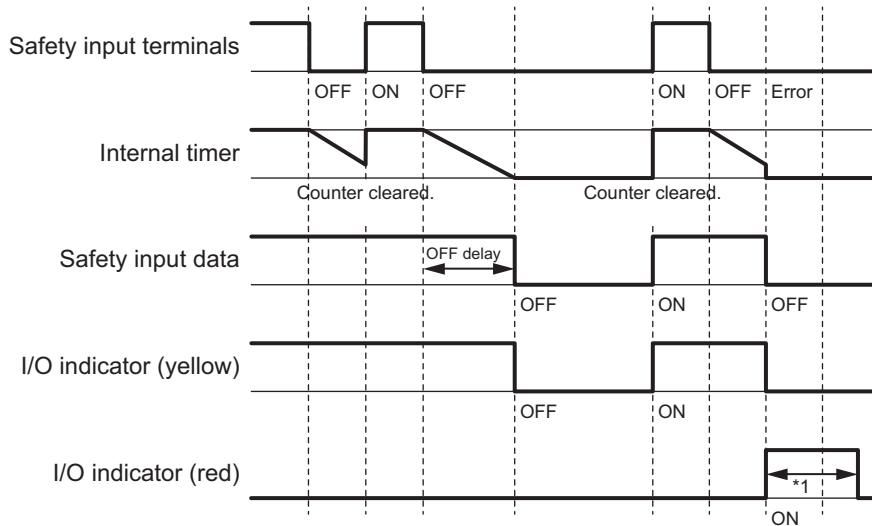 Safety input terminals
OFF ON OFF ON OFF Error
Internal timer
Counter cleared. Counter cleared.
Safety input data
OFF delay
OFF ON OFF
I/O indicator (yellow)
OFF ON
I/O indicator (red)
*1
ON